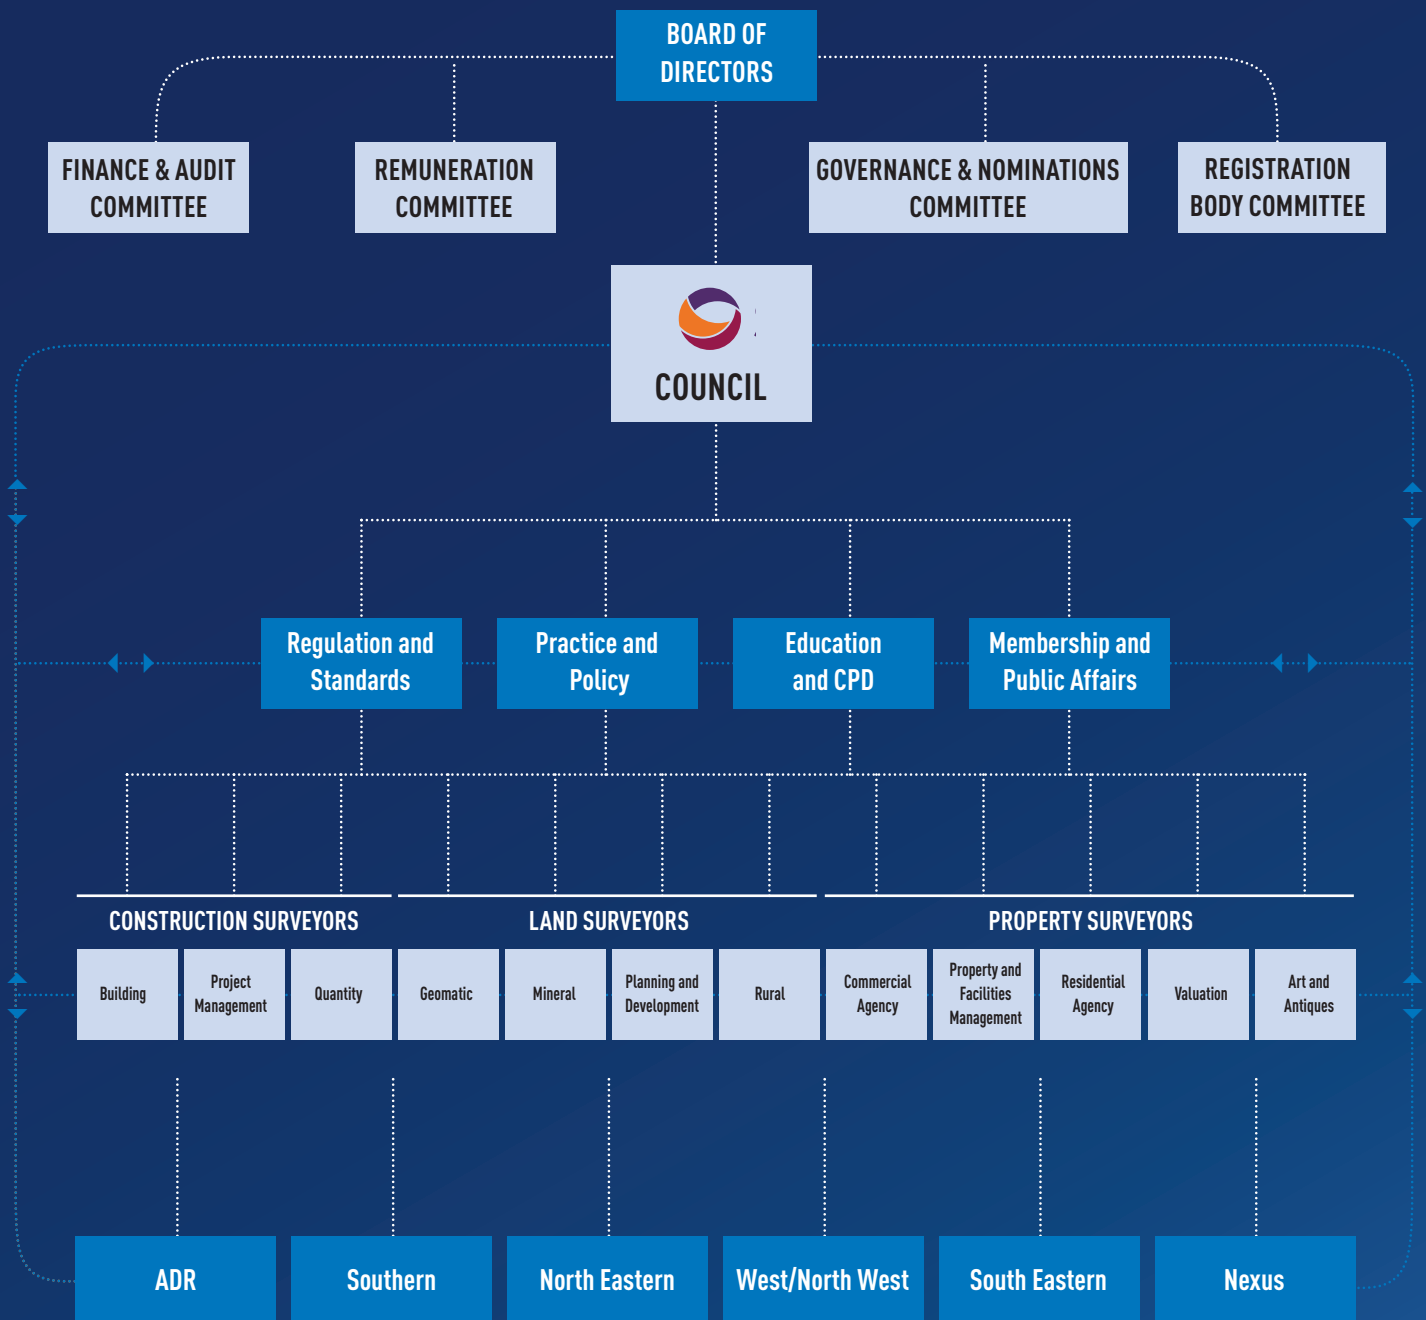 BOARD OF
DIRECTORS
FINANCE & AUDIT
COMMITTEE
REMUNERATION
COMMITTEE
GOVERNANCE & NOMINATIONS
COMMITTEE
REGISTRATION
BODY COMMITTEE
COUNCIL
Regulation and
Standards
Practice and
Policy
Education
and CPD
Membership and
Public Affairs
CONSTRUCTION SURVEYORS
LAND SURVEYORS
PROPERTY SURVEYORS
Building
Project
Management
Quantity
Geomatic
Mineral
Planning and
Development
Rural
Commercial
Agency
Property and
Facilities
Management
Residential
Agency
Valuation
Art and
Antiques
ADR
Southern
North Eastern
West/North West
South Eastern
Nexus